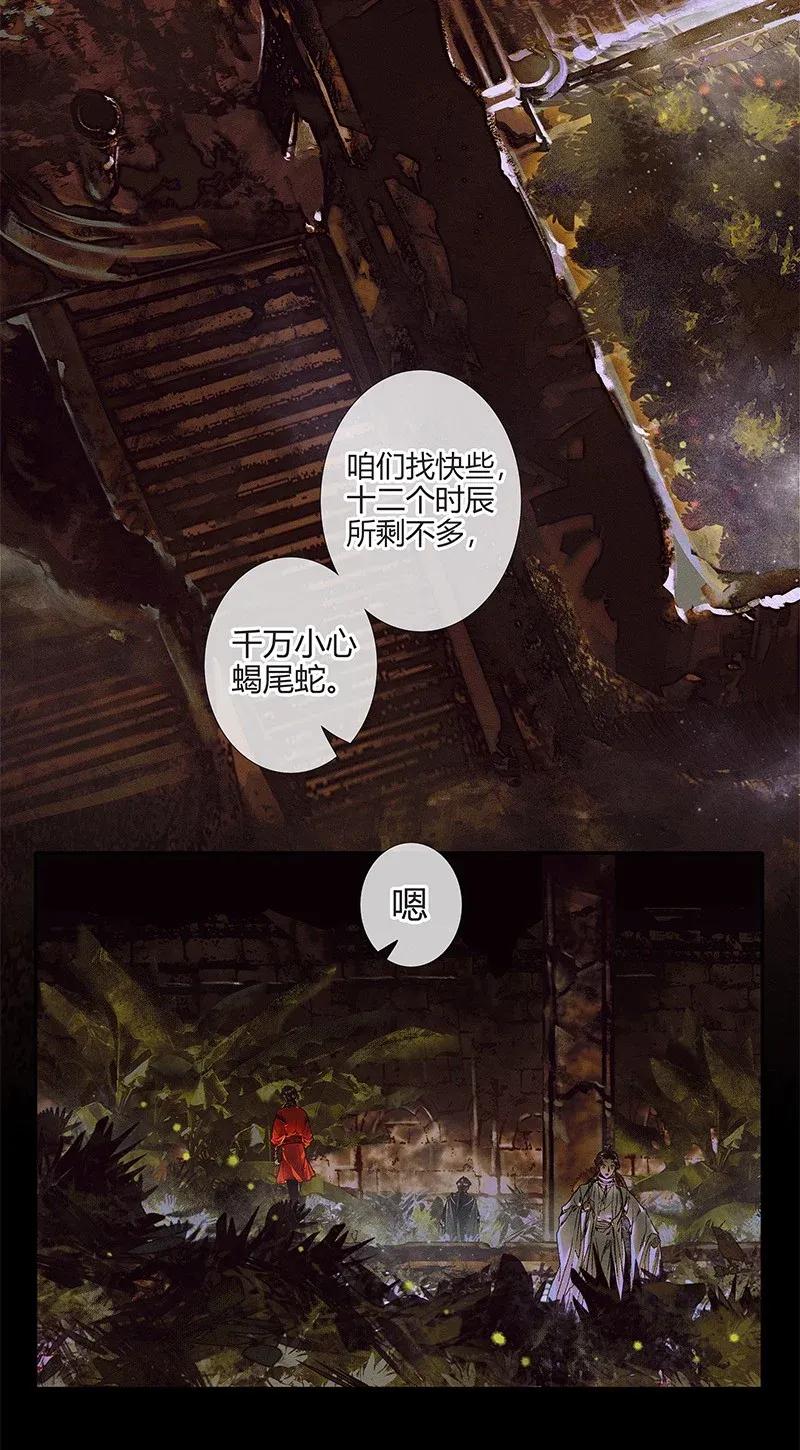 咱们找快些，
十二个时辰
所剩不多，
千万小心
蝎尾蛇。
嗯